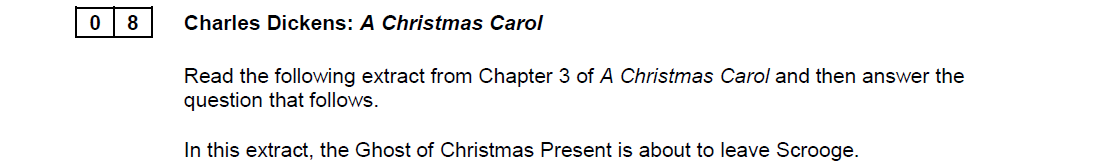 0 8 Charles Dickens: A Christmas Carol
Read the following extract from Chapter 3 of A Christmas Carol and then answer the
question that follows.
In this extract, the Ghost of Christmas Present is about to leave Scrooge.